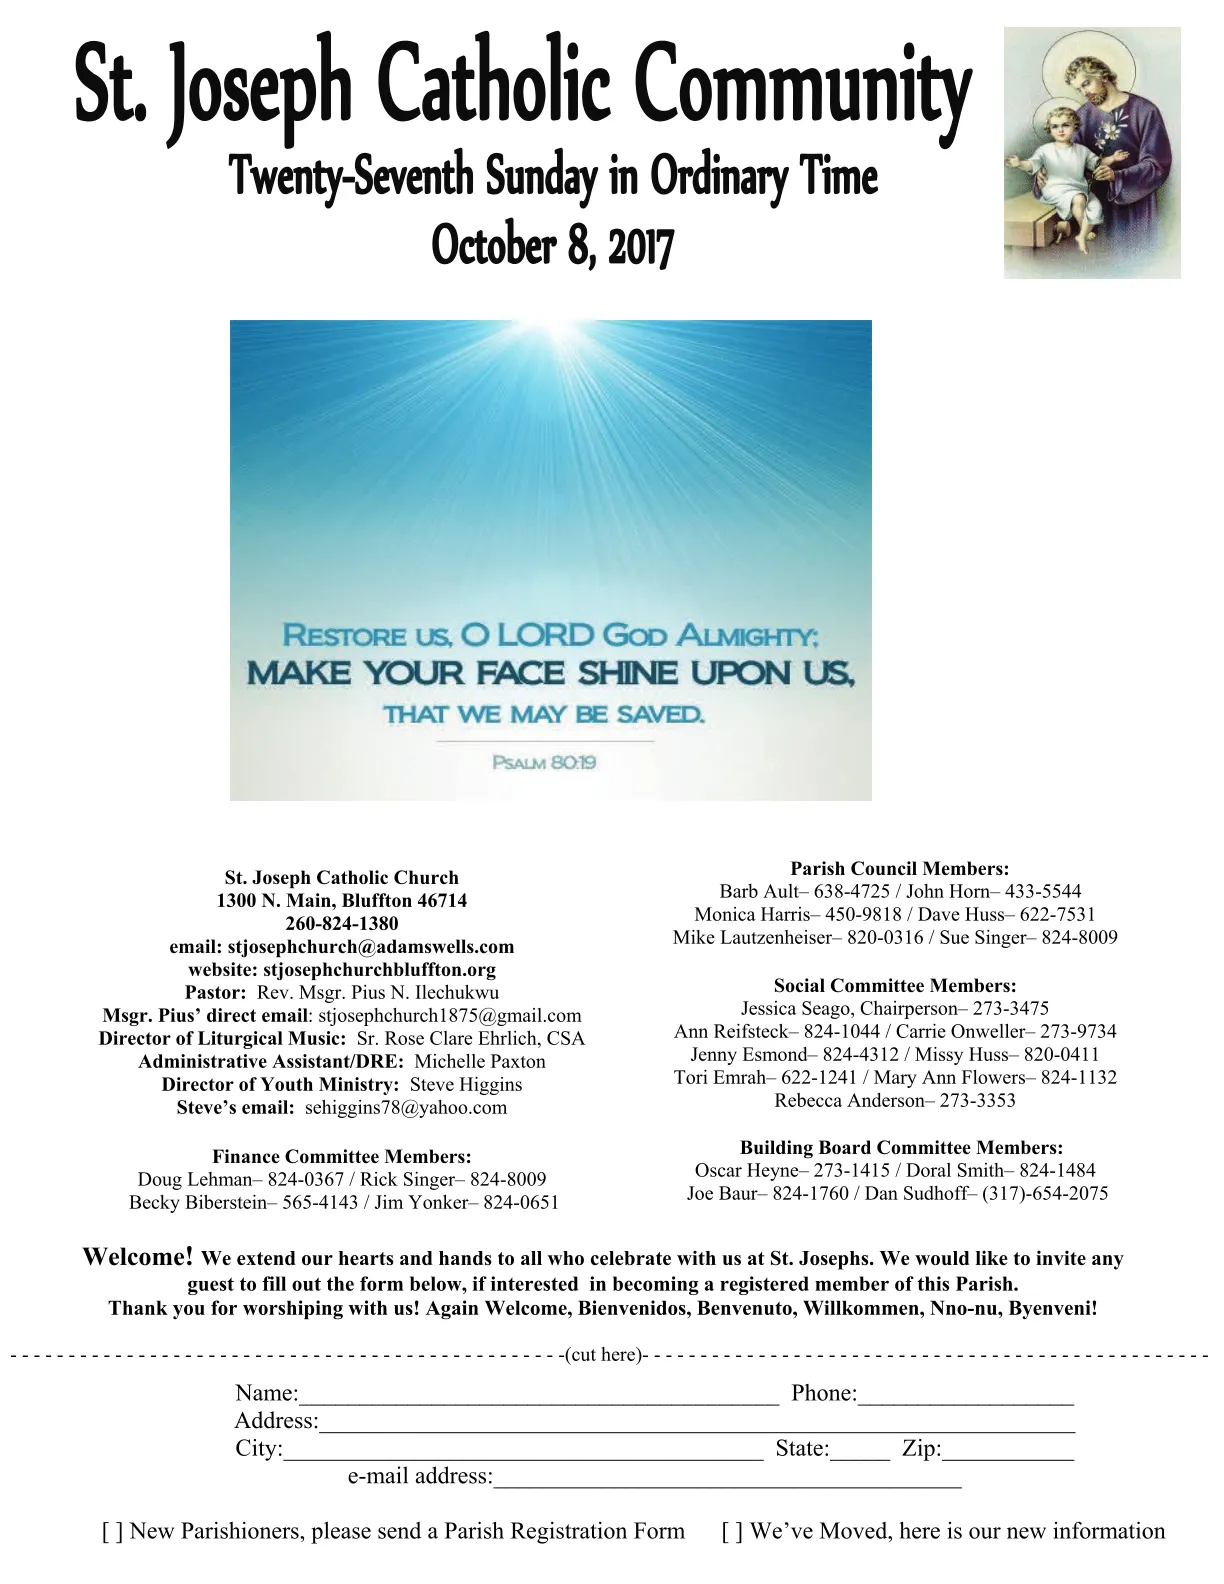 St. Joseph Catholic Community
Twenty-Seventh Sunday in Ordinary Time
October 8, 2017
Restore us, O LORD God Almighty;
make your face shine upon us,
that we may be saved.
Psalm 80:19
St. Joseph Catholic Church
1300 N. Main, Bluffton 46714
260-824-1380
email: stjosephchurch@adamswells.com
website: stjosephchurchbluffton.org
Pastor: Rev. Msgr. Pius N. Ilechukwu
Msgr. Pius’ direct email: stjosephchurch1875@gmail.com
Director of Liturgical Music: Sr. Rose Clare Ehrlich, CSA
Administrative Assistant/DRE: Michelle Paxton
Director of Youth Ministry: Steve Higgins
Steve’s email: sehiggins78@yahoo.com
Finance Committee Members:
Doug Lehman– 824-0367 / Rick Singer– 824-8009
Becky Biberstein– 565-4143 / Jim Yonker– 824-0651
Parish Council Members:
Barb Ault– 638-4725 / John Horn– 433-5544
Monica Harris– 450-9818 / Dave Huss– 622-7531
Mike Lautzenheiser– 820-0316 / Sue Singer– 824-8009
Social Committee Members:
Jessica Seago, Chairperson– 273-3475
Ann Reifsteck– 824-1044 / Carrie Onweller– 273-9734
Jenny Esmond– 824-4312 / Missy Huss– 820-0411
Tori Emrah– 622-1241 / Mary Ann Flowers– 824-1132
Rebecca Anderson– 273-3353
Building Board Committee Members:
Oscar Heyne– 273-1415 / Doral Smith– 824-1484
Joe Baur– 824-1760 / Dan Sudhoff– (317)-654-2075
Welcome! We extend our hearts and hands to all who celebrate with us at St. Josephs. We would like to invite any
guest to fill out the form below, if interested in becoming a registered member of this Parish.
Thank you for worshiping with us! Again Welcome, Bienvenidos, Benvenuto, Willkommen, Nno-nu, Byenveni!
- - - - - - - - - - - - - - - - - - - - - - - - - - - - - - - - - - - - - - - - - - - - - - - -(cut here)- - - - - - - - - - - - - - - - - - - - - - - - - - - - - - - - - - - - - - - - - - - - - - - -
Name:________________________________________ Phone:__________________
Address:_______________________________________________________________
City:________________________________________ State:_____ Zip:___________
e-mail address:_______________________________________
[ ] New Parishioners, please send a Parish Registration Form [ ] We’ve Moved, here is our new information